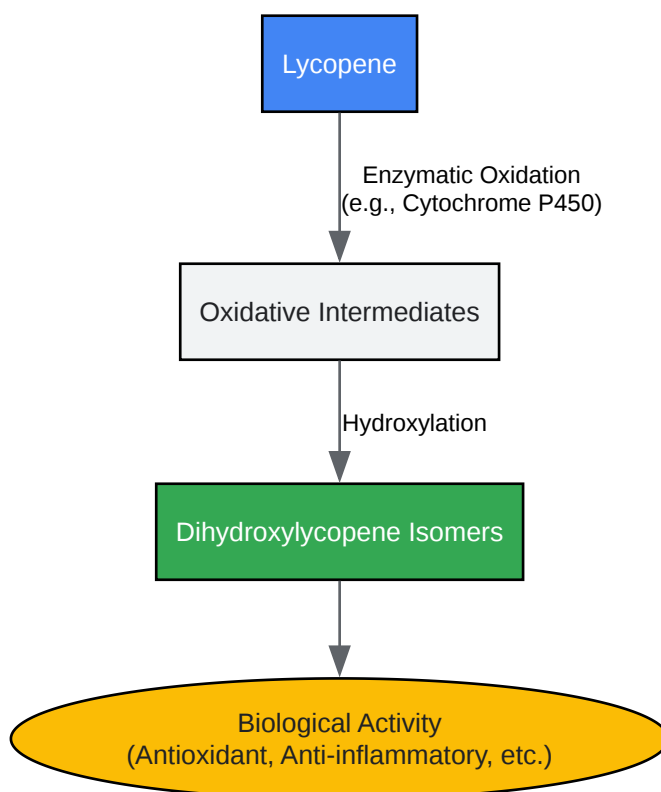 Lycopene
Enzymatic Oxidation
(e.g., Cytochrome P450)
Oxidative Intermediates
Hydroxylation
Dihydroxylycopene Isomers
Biological Activity
(Antioxidant, Anti-inflammatory, etc.)